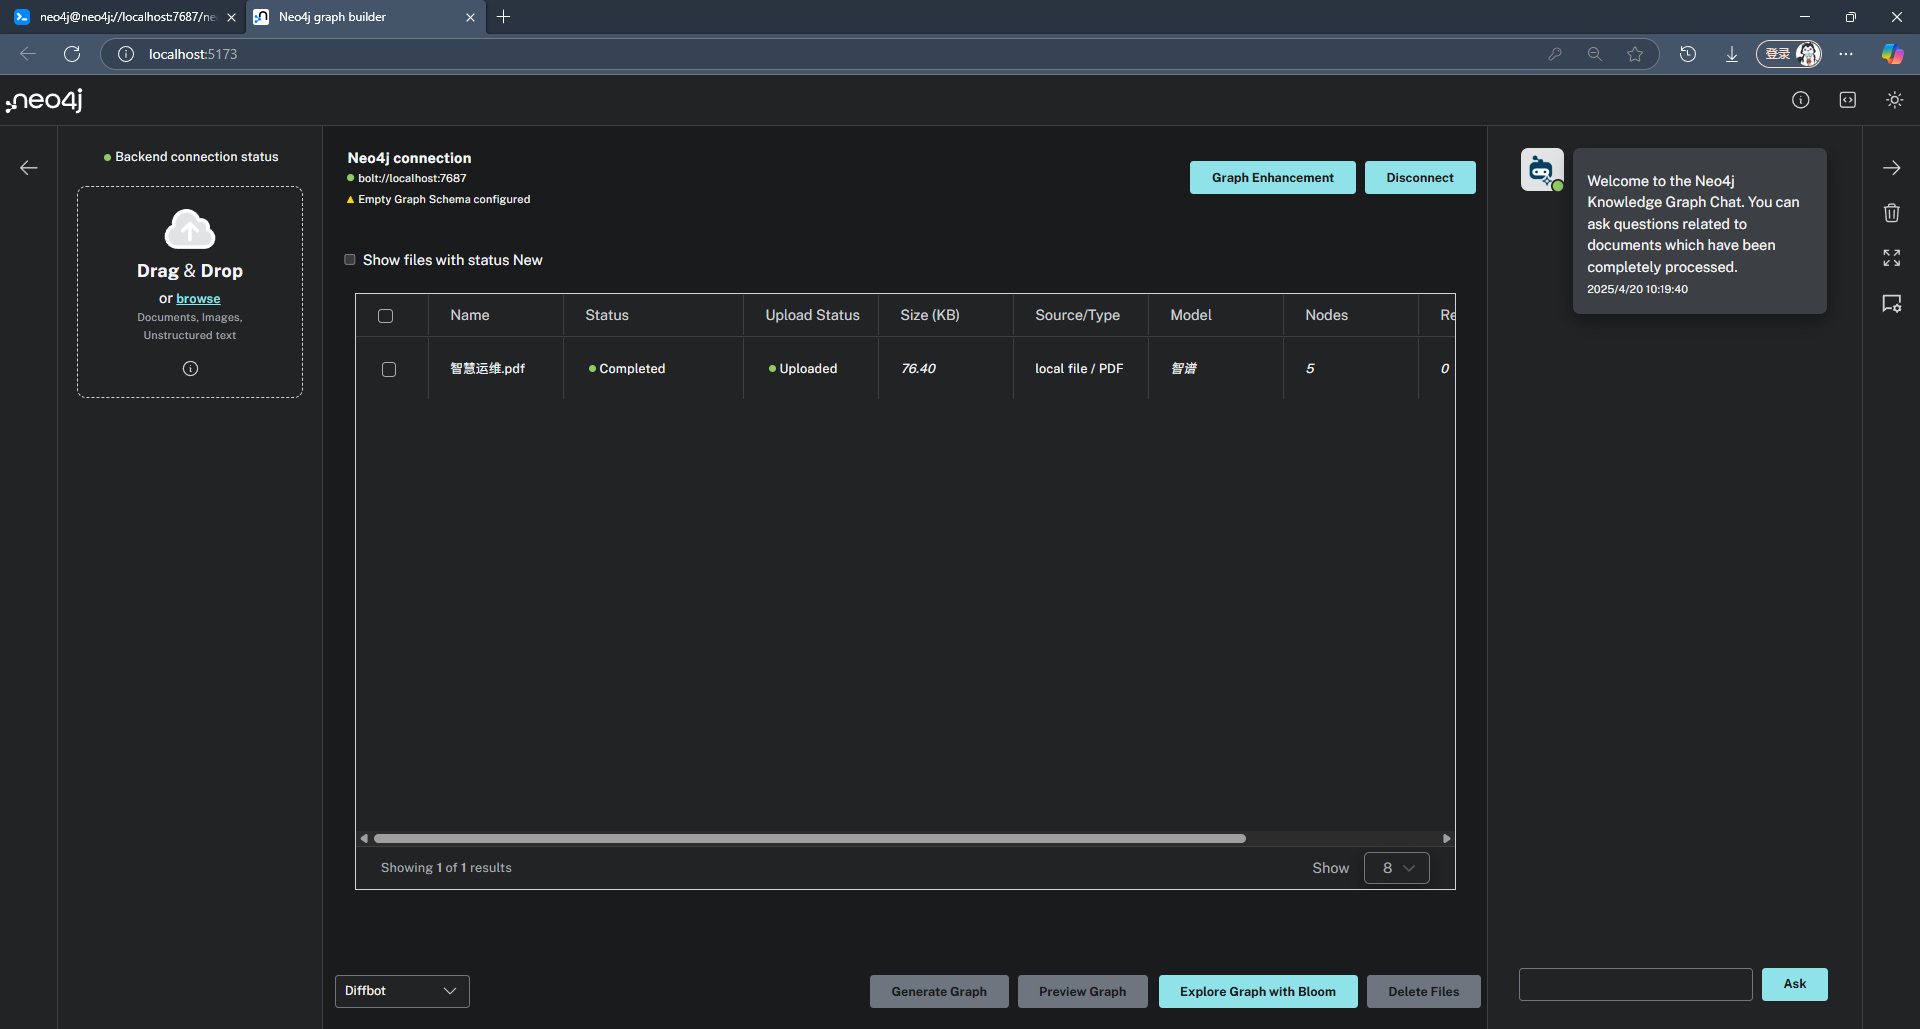 neo4j@neo4j://localhost:7687/ne
Neo4j graph builder
localhost:5173
登录
neo4j
Backend connection status
Drag & Drop
or browse
Documents, Images,
Unstructured text
Neo4j connection
bolt://localhost:7687
Empty Graph Schema configured
Graph Enhancement
Disconnect
Show files with status New
Name Status Upload Status Size (KB) Source/Type Model Nodes Re
智慧运维.pdf Completed Uploaded 76.40 local file / PDF 智谱 5 0
Showing 1 of 1 results
Show 8
Diffbot
Generate Graph
Preview Graph
Explore Graph with Bloom
Delete Files
Welcome to the Neo4j
Knowledge Graph Chat. You can
ask questions related to
documents which have been
completely processed.
2025/4/20 10:19:40
Ask